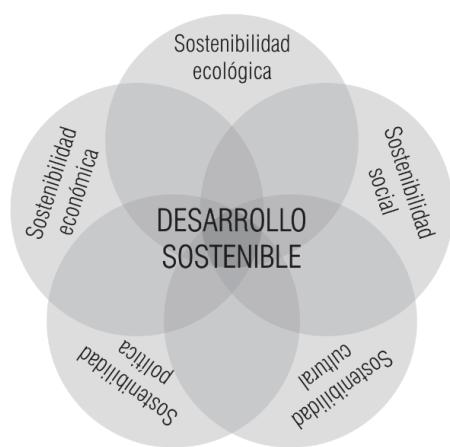 Sostenibilidad
ecológica
Sostenibilidad
económica
Sostenibilidad
social
DESARROLLO
SOSTENIBLE
Sostenibilidad
política
Sostenibilidad
cultural